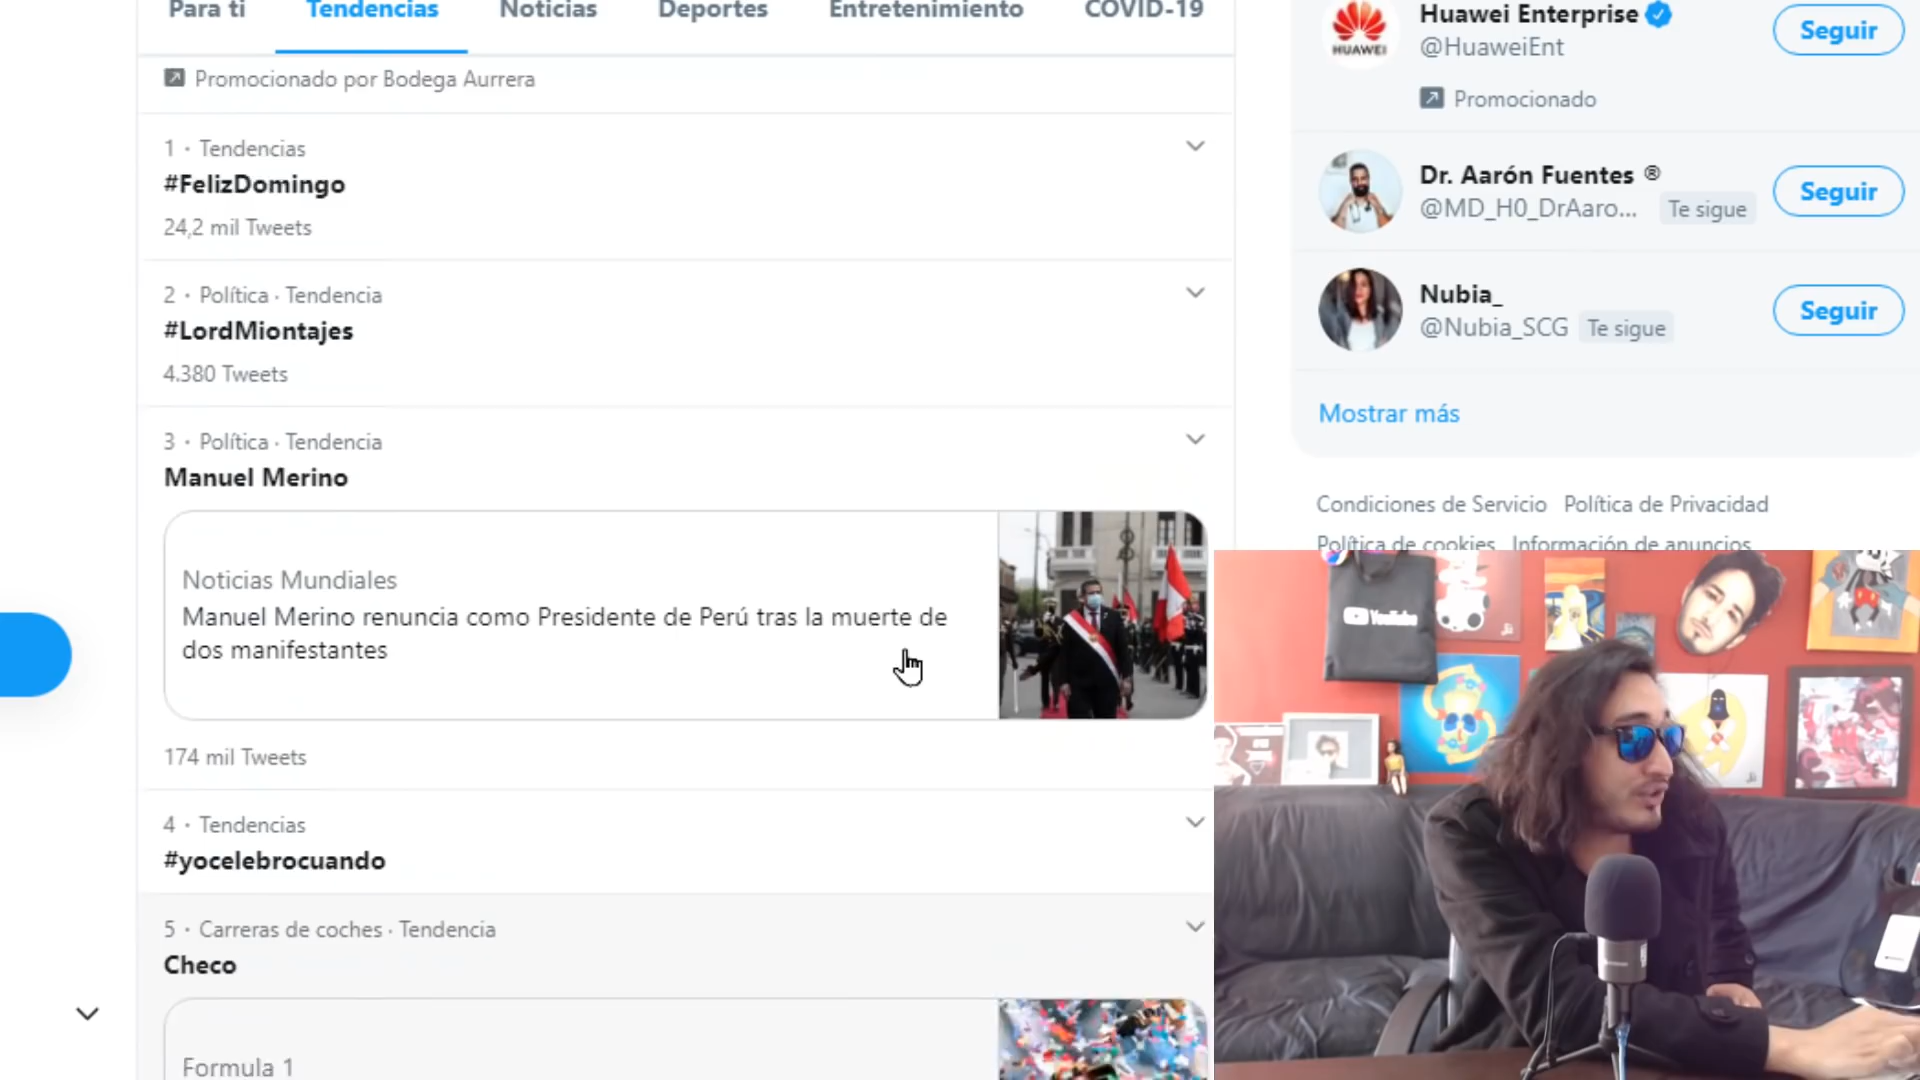 Para ti
Tendencias
Noticias
Deportes
Entretenimiento
COVID-19
Promocionado por Bodega Aurrera
1 · Tendencias
#FelizDomingo
24,2 mil Tweets
2 · Política · Tendencia
#LordMiontajes
4.380 Tweets
3 · Política · Tendencia
Manuel Merino
Noticias Mundiales
Manuel Merino renuncia como Presidente de Perú tras la muerte de
dos manifestantes
174 mil Tweets
4 · Tendencias
#yocelebrocuando
5 · Carreras de coches · Tendencia
Checo
Formula 1
HUAWEI
Huawei Enterprise
@HuaweiEnt
Seguir
Promocionado
Dr. Aarón Fuentes ®
@MD_H0_DrAaro...
Te sigue
Seguir
Nubia_
@Nubia_SCG
Te sigue
Seguir
Mostrar más
Condiciones de Servicio
Política de Privacidad
Política de cookies
Información de anuncios
YouTube